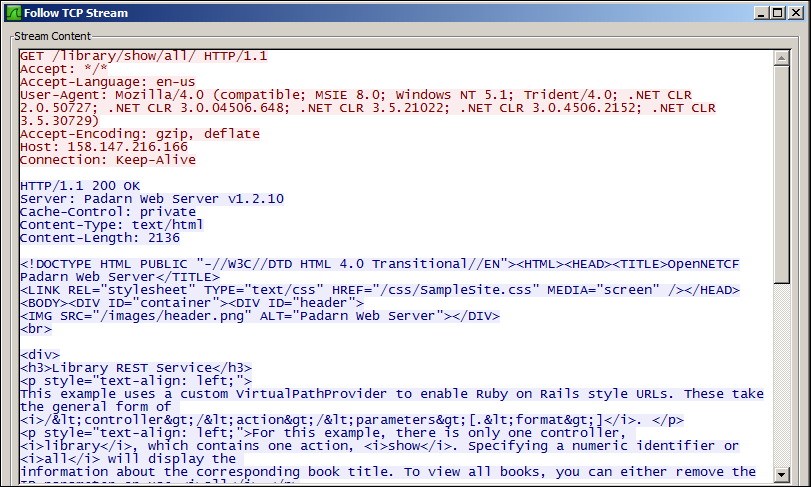 Follow TCP Stream
Stream Content
GET /library/show/all/ HTTP/1.1
Accept: */*
Accept-Language: en-us
User-Agent: Mozilla/4.0 (compatible; MSIE 8.0; Windows NT 5.1; Trident/4.0; .NET CLR
2.0.50727; .NET CLR 3.0.04506.648; .NET CLR 3.5.21022; .NET CLR 3.0.4506.2152; .NET CLR
3.5.30729)
Accept-Encoding: gzip, deflate
Host: 158.147.216.166
Connection: Keep-Alive
HTTP/1.1 200 OK
Server: Padarn Web Server v1.2.10
Cache-Control: private
Content-Type: text/html
Content-Length: 2136
<!DOCTYPE HTML PUBLIC "-//W3C//DTD HTML 4.0 Transitional//EN"><HTML><HEAD><TITLE>OpenNETCF
Padarn Web Server</TITLE>
<LINK REL="stylesheet" TYPE="text/css" HREF="/css/SampleSite.css" MEDIA="screen" /></HEAD>
<BODY><DIV ID="container"><DIV ID="header">
<IMG SRC="/images/header.png" ALT="Padarn Web Server"></DIV>
<br>
<div>
<h3>Library REST Service</h3>
<p style="text-align: left;">
This example uses a custom VirtualPathProvider to enable Ruby on Rails style URLs. These take
the general form of
<i>/&lt;controller&gt;/&lt;action&gt;/&lt;parameters&gt;[.&lt;format&gt;]</i>. </p>
<p style="text-align: left;">For this example, there is only one controller,
<i>library</i>, which contains one action, <i>show</i>. Specifying a numeric identifier or
<i>all</i> will display the
information about the corresponding book title. To view all books, you can either remove the